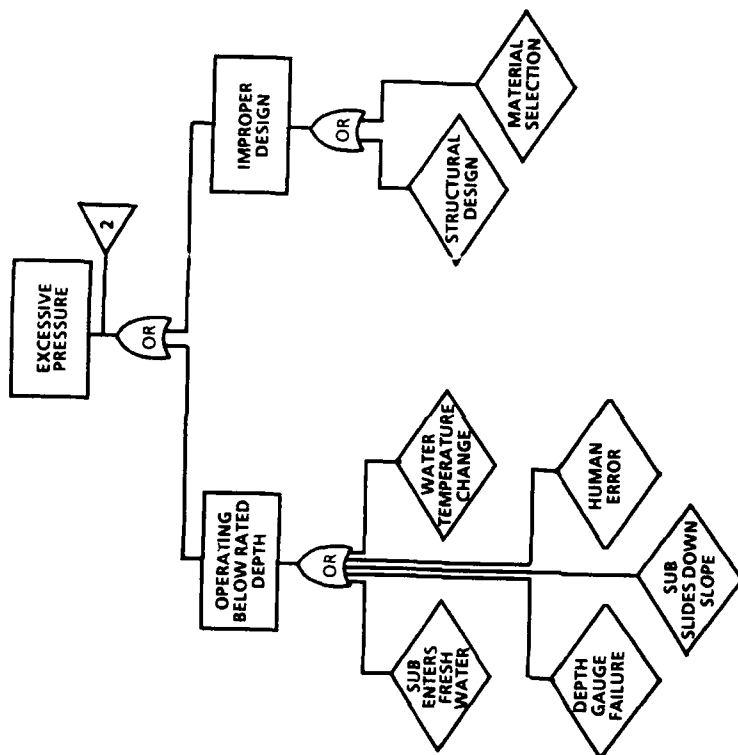 EXCESSIVE
PRESSURE
2
OR
OPERATING
BELOW RATED
DEPTH
IMPROPER
DESIGN
OR
OR
SUB
ENTERS
FRESH
WATER
WATER
TEMPERATURE
CHANGE
STRUCTURAL
DESIGN
MATERIAL
SELECTION
DEPTH
GAUGE
FAILURE
SUB
SLIDES DOWN
SLOPE
HUMAN
ERROR